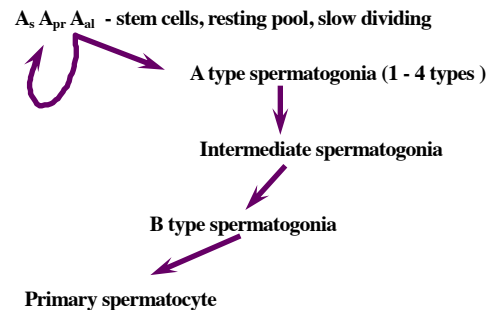 As Apr Aal - stem cells, resting pool, slow dividing
A type spermatogonia (1 - 4 types )
Intermediate spermatogonia
B type spermatogonia
Primary spermatocyte